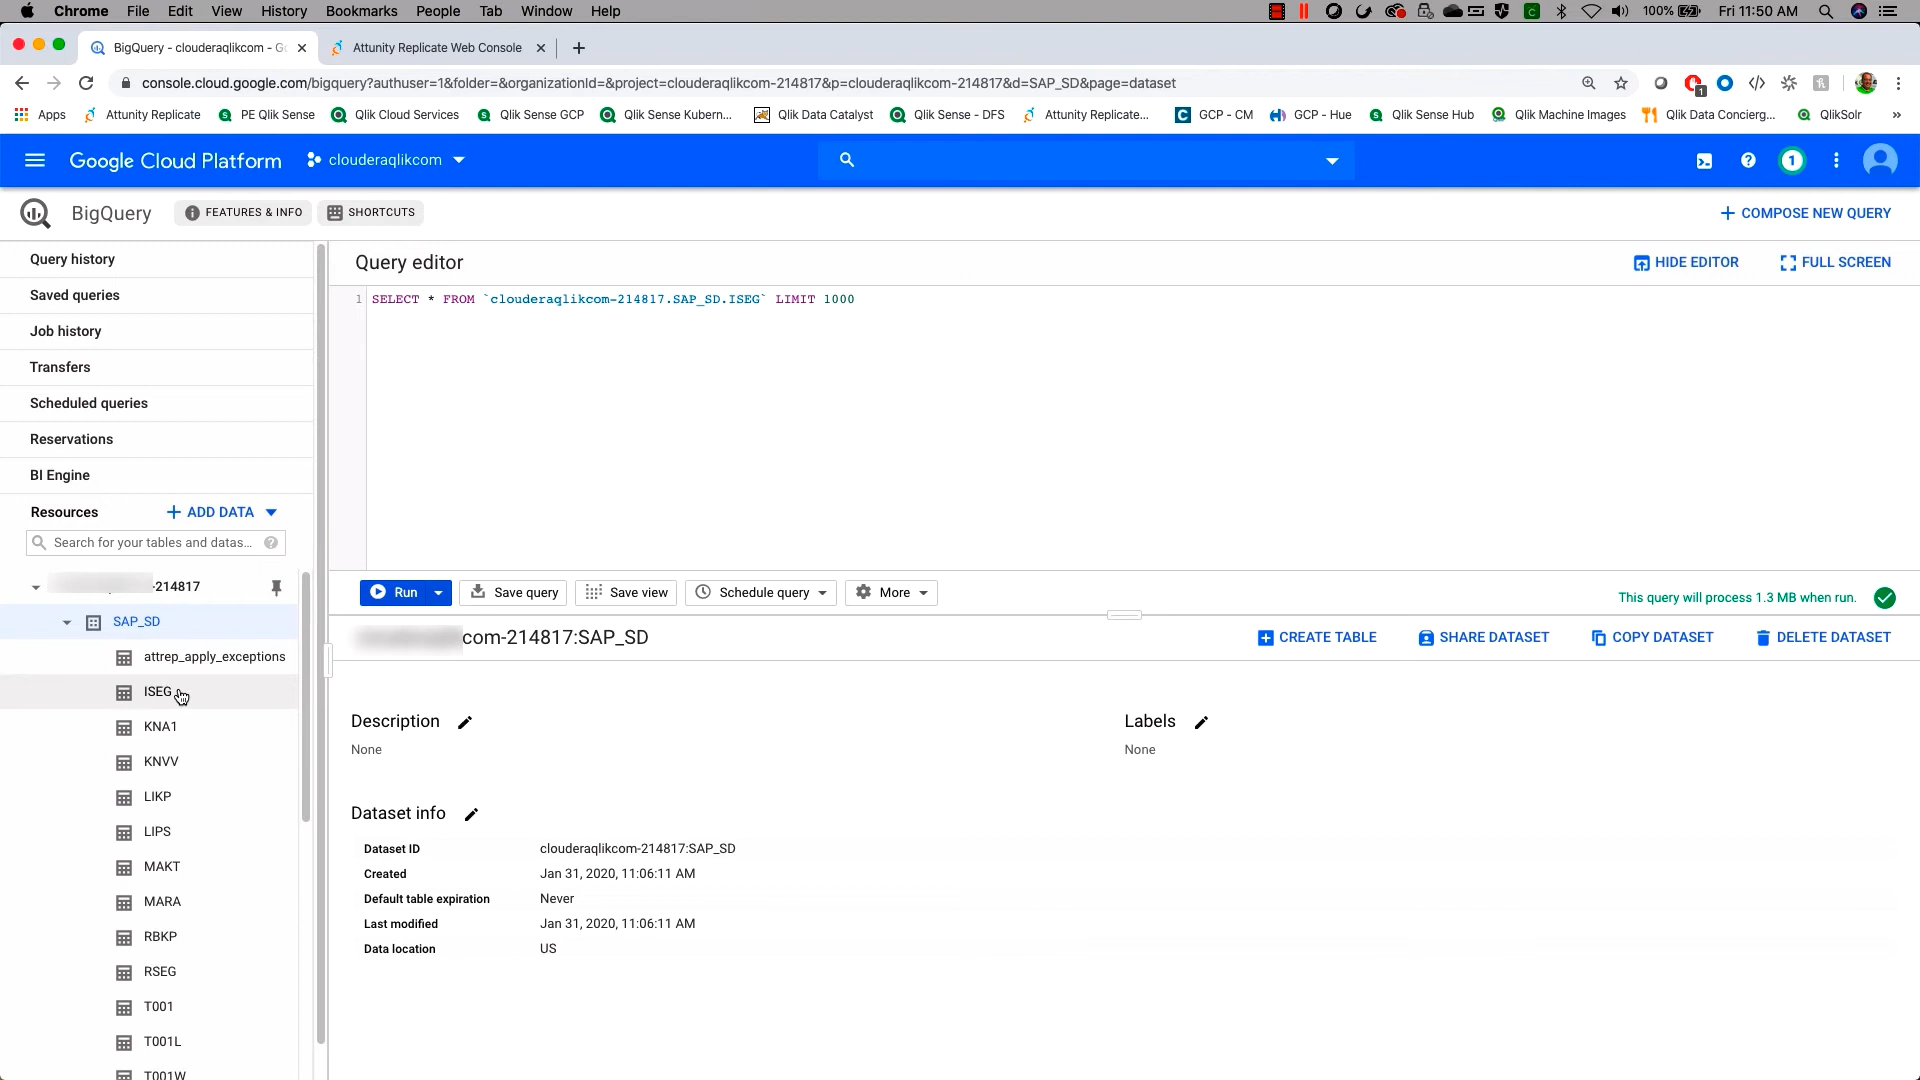 Chrome File Edit View History Bookmarks People Tab Window Help 100% Fri 11:50 AM
BigQuery - clouderaqlikcom - Go Attunity Replicate Web Console
console.cloud.google.com/bigquery?authuser=1&folder=&organizationId=&project=clouderaqlikcom-214817&p=clouderaqlikcom-214817&d=SAP_SD&page=dataset 1
Apps Attunity Replicate PE Qlik Sense Qlik Cloud Services Qlik Sense GCP Qlik Sense Kubern... Qlik Data Catalyst Qlik Sense - DFS Attunity Replicate... GCP - CM GCP - Hue Qlik Sense Hub Qlik Machine Images Qlik Data Concierg... QlikSolr »
Google Cloud Platform clouderaqlikcom 1
BigQuery FEATURES & INFO SHORTCUTS + COMPOSE NEW QUERY
Query history
Saved queries
Job history
Transfers
Scheduled queries
Reservations
BI Engine
Resources + ADD DATA
Search for your tables and datas...
-214817
SAP_SD
attrep_apply_exceptions
ISEG
KNA1
KNVV
LIKP
LIPS
MAKT
MARA
RBKP
RSEG
T001
T001L
T001W
Query editor HIDE EDITOR FULL SCREEN
1 SELECT * FROM `clouderaqlikcom-214817.SAP_SD.ISEG` LIMIT 1000
Run Save query Save view Schedule query More This query will process 1.3 MB when run.
com-214817:SAP_SD CREATE TABLE SHARE DATASET COPY DATASET DELETE DATASET
Description Labels
None None
Dataset info
Dataset ID clouderaqlikcom-214817:SAP_SD
Created Jan 31, 2020, 11:06:11 AM
Default table expiration Never
Last modified Jan 31, 2020, 11:06:11 AM
Data location US